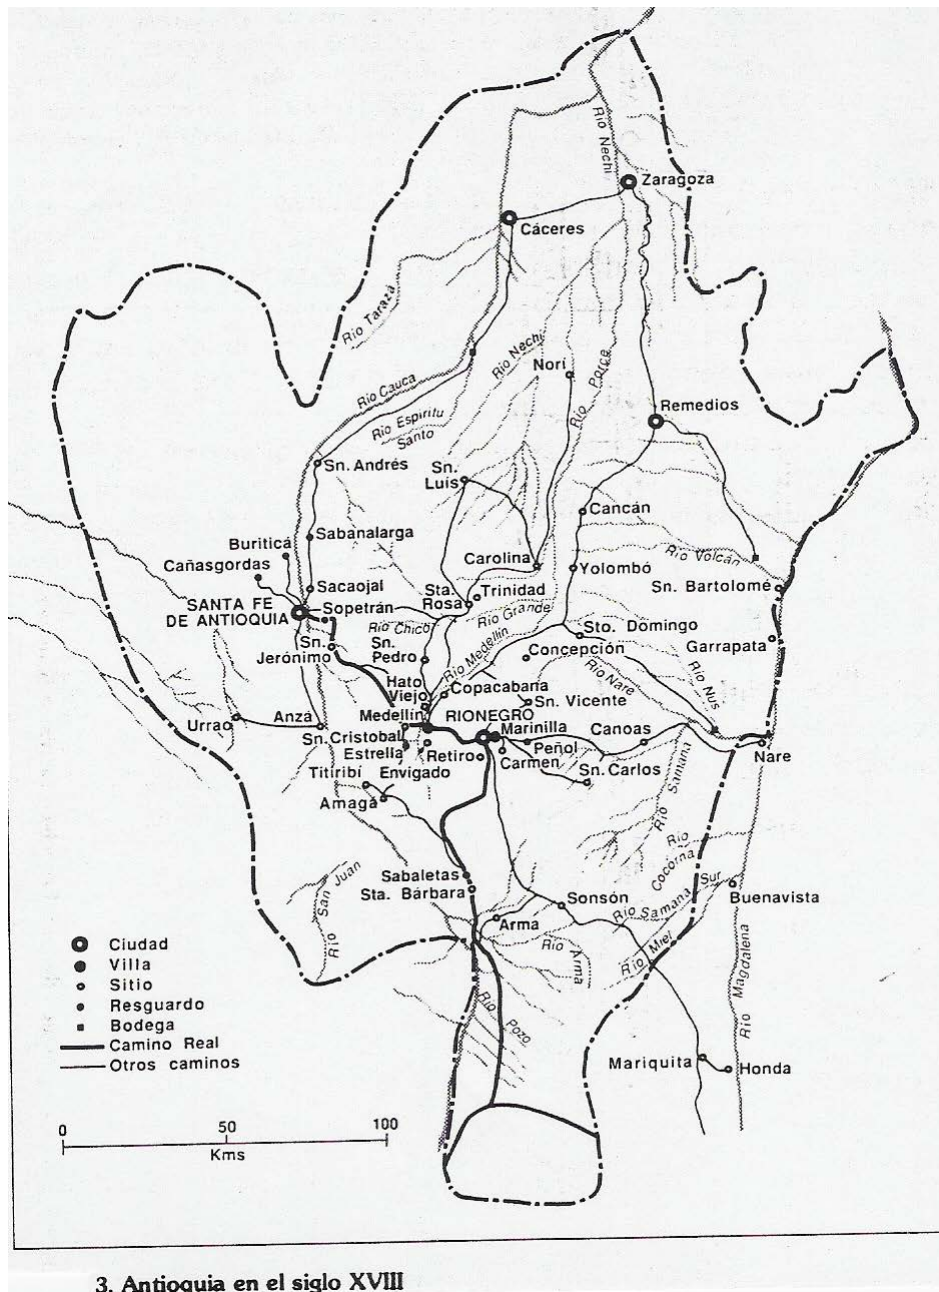 Río Nechí
Zaragoza
Cáceres
Río Tarazá
Río Nechí
Norí
Río Porce
Río Cauca
Remedios
Río Espíritu
Santo
Sn. Andrés
Sn.
Luís
Cancán
Sabanalarga
Buriticá
Río Volcán
Carolina
Cañasgordas
Yolombó
Sn. Bartolomé
Sacaojal
Sta.
Rosa
Trinidad
SANTA FE
DE ANTIOQUIA
Sopetrán
Río Grande
Río Chico
Sto. Domingo
Sn.
Jerónimo
Sn.
Pedro
Río Medellín
Concepción
Garrapata
Hato
Viejo
Copacabana
Río Nare
Río Nus
Sn. Vicente
Anzá
Medellín
RIONEGRO
Urrao
Sn. Cristobal
Marinilla
Canoas
Estrella
Retiro
Peñol
Carmen
Nare
Titiribí
Envigado
Sn. Carlos
Amagá
Río Samaná
Río
Cocorna
Río San Juan
Sabaletas
Sta. Bárbara
Sonsón
Río Samaná Sur
Buenavista
Arma
Río
Arma
Río Miel
Río Magdalena
Río Pozo
Mariquita
Honda
Ciudad
Villa
Sitio
Resguardo
Bodega
Camino Real
Otros caminos
0 50 100
Kms
3. Antioquia en el siglo XVIII